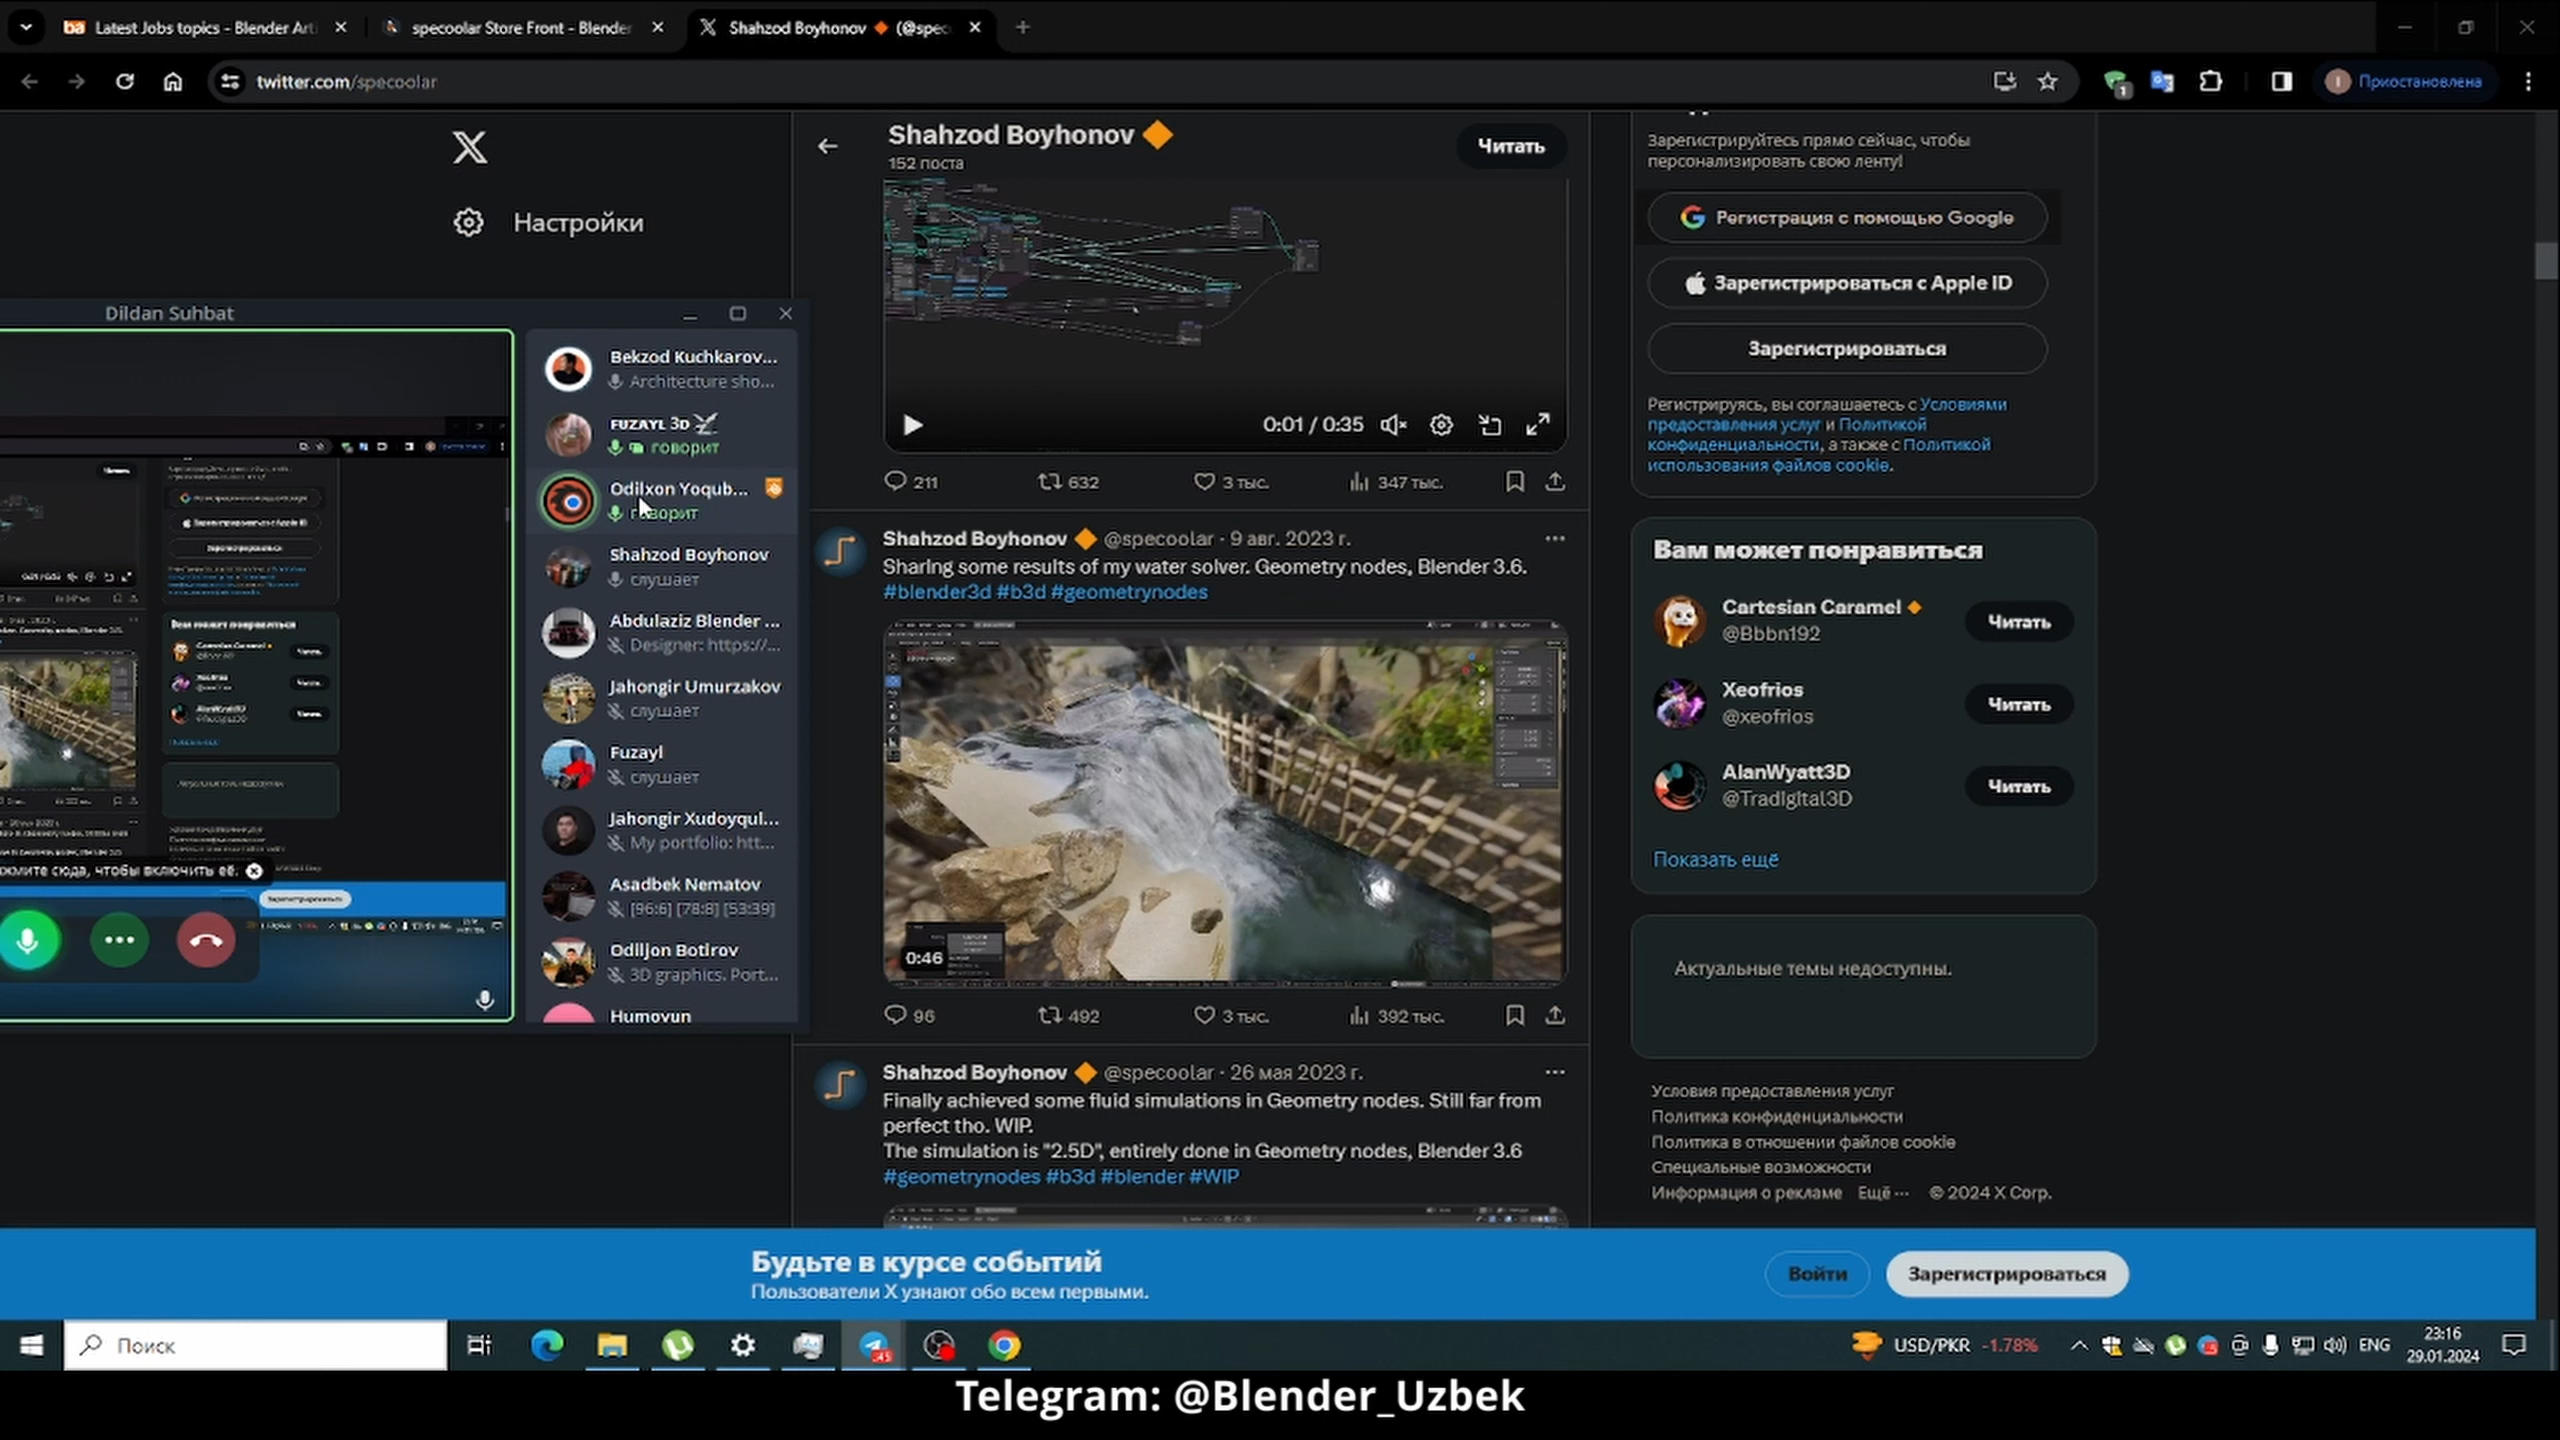 Latest Jobs topics - Blender Art
specoolar Store Front - Blender
Shahzod Boyhonov 🔶 (@spec
twitter.com/specoolar
1
I
Приостановлена
Настройки
Shahzod Boyhonov 🔶
152 поста
Читать
0:01 / 0:35
211
632
3 тыс.
347 тыс.
Shahzod Boyhonov 🔶 @specoolar · 9 авг. 2023 г.
Sharing some results of my water solver. Geometry nodes, Blender 3.6.
#blender3d #b3d #geometrynodes
0:46
96
492
3 тыс.
392 тыс.
Shahzod Boyhonov 🔶 @specoolar · 26 мая 2023 г.
Finally achieved some fluid simulations in Geometry nodes. Still far from
perfect tho. WIP.
The simulation is "2.5D", entirely done in Geometry nodes, Blender 3.6
#geometrynodes #b3d #blender #WIP
Зарегистрируйтесь прямо сейчас, чтобы
персонализировать свою ленту!
Регистрация с помощью Google
Зарегистрироваться с Apple ID
Зарегистрироваться
Регистрируясь, вы соглашаетесь с Условиями
предоставления услуг и Политикой
конфиденциальности, а также с Политикой
использования файлов cookie.
Вам может понравиться
Cartesian Caramel 🔸
@Bbbn192
Читать
Xeofrios
@xeofrios
Читать
AlanWyatt3D
@Tradigital3D
Читать
Показать ещё
Актуальные темы недоступны.
Условия предоставления услуг
Политика конфиденциальности
Политика в отношении файлов cookie
Специальные возможности
Информация о рекламе Ещё ··· © 2024 X Corp.
Dildan Suhbat
Bekzod Kuchkarov...
Architecture sho...
FUZAYL 3D
говорит
Odilxon Yoqub...
говорит
Shahzod Boyhonov
слушает
Abdulaziz Blender ...
Designer: https://...
Jahongir Umurzakov
слушает
Fuzayl
слушает
Jahongir Xudoyqul...
My portfolio: htt...
Asadbek Nematov
[96:6] [78:8] [53:39]
Odiljon Botirov
3D graphics. Port...
Humoyun
сюда, чтобы включить её.
Будьте в курсе событий
Пользователи X узнают обо всем первыми.
Войти
Зарегистрироваться
Поиск
USD/PKR -1.78%
ENG
23:16
29.01.2024
Telegram: @Blender_Uzbek